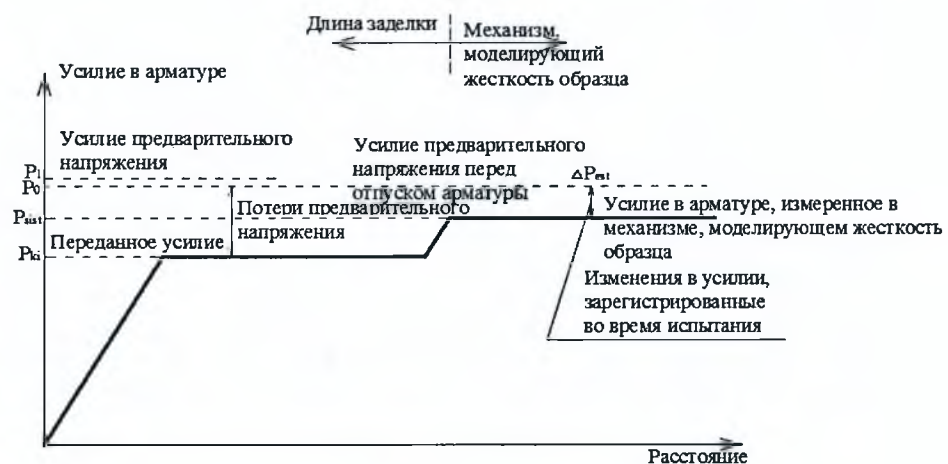 Длина заделки
Механизм,
моделирующий
жесткость образца
Усилие в арматуре
Усилие предварительного
напряжения
Усилие предварительного
напряжения перед
отпуском арматуры
P₁
P₀
ΔPₑₛₜ
Pₛᵢₛₜ
Потери предварительного
напряжения
Усилие в арматуре, измеренное в
механизме, моделирующем жесткость
образца
Переданное усилие
Pₖᵢ
Изменения в усилии,
зарегистрированные
во время испытания
Расстояние